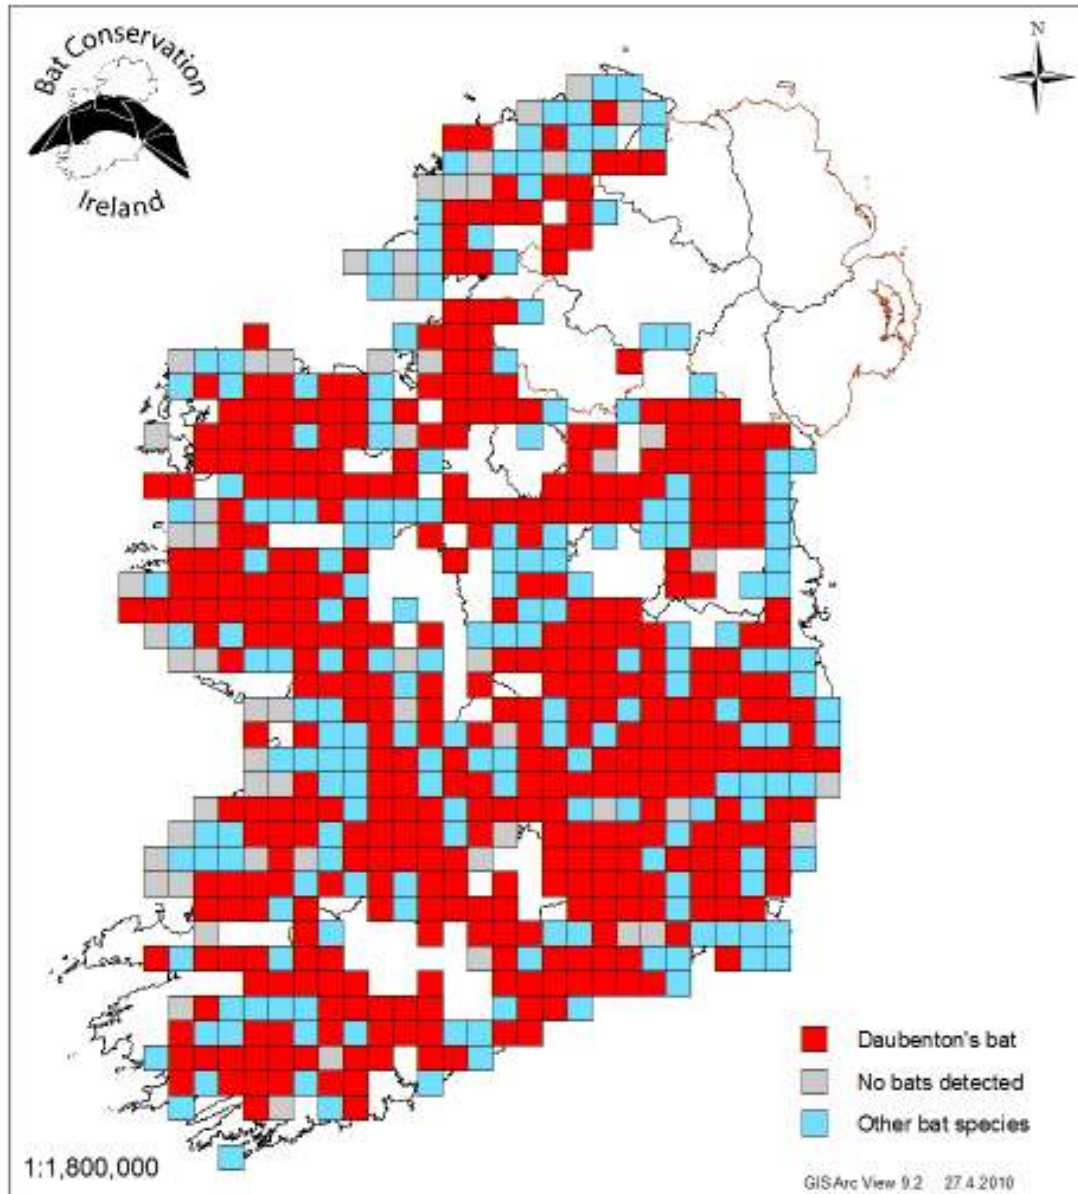 Bat Conservation
Ireland
N
Daubenton's bat
No bats detected
Other bat species
1:1,800,000
GIS Arc View 9.2 27.4.2010